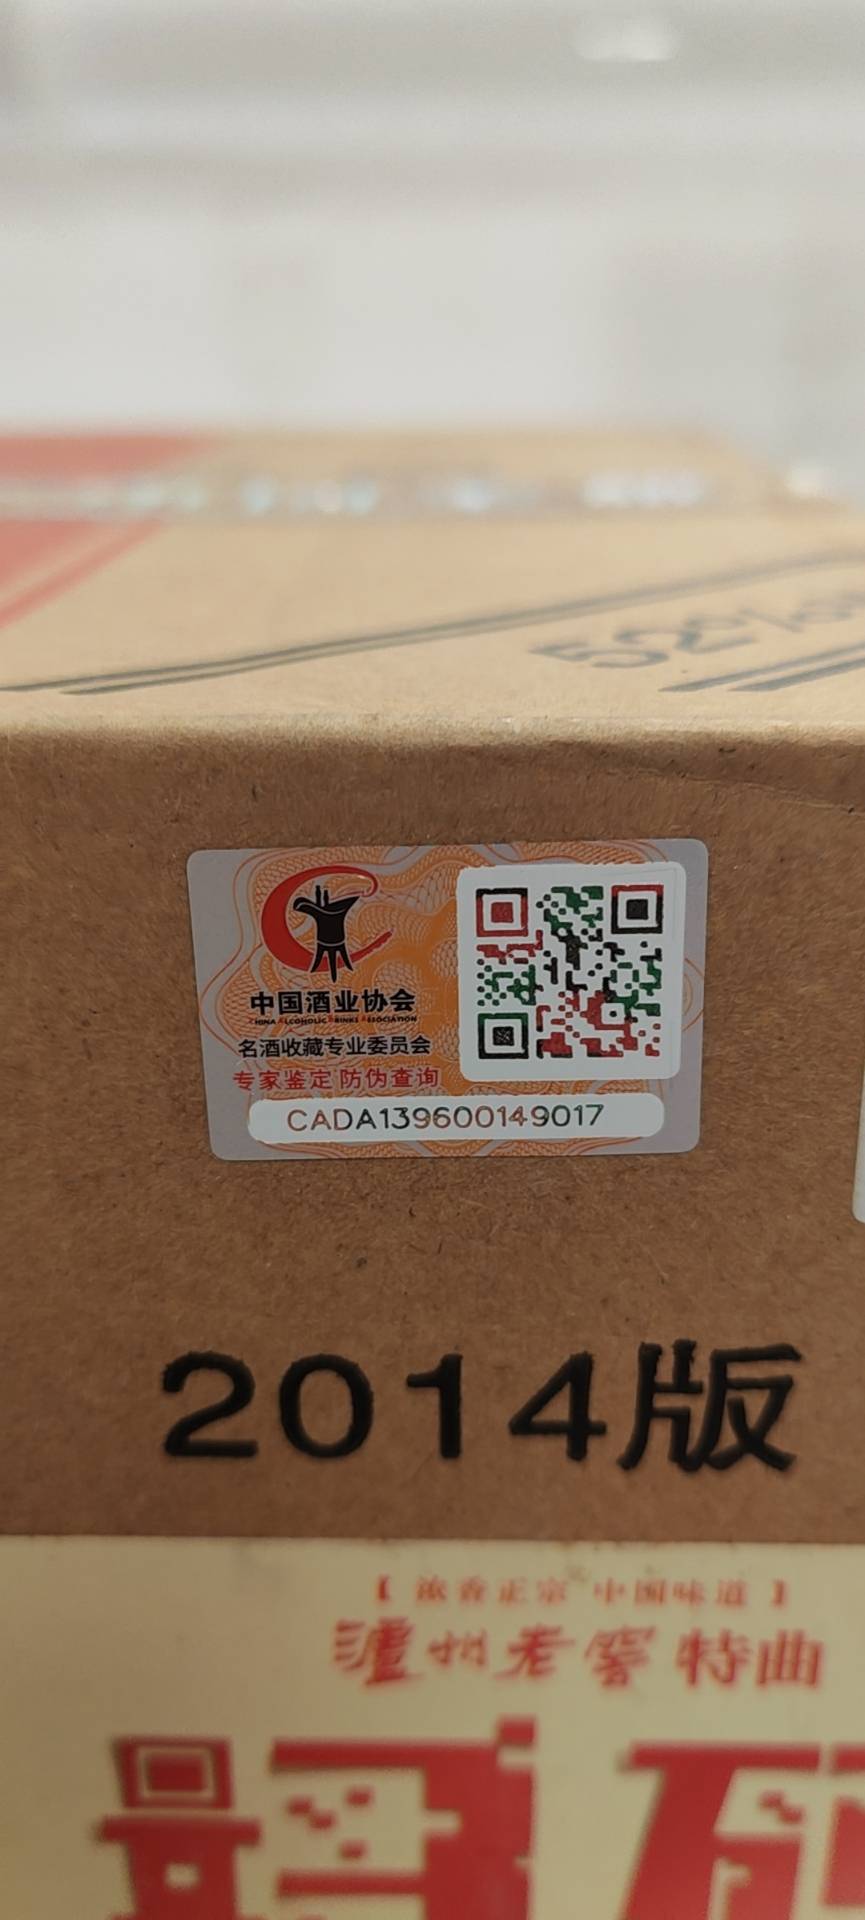 52%
中国酒业协会
CHINA ALCOHOLIC DRINKS ASSOCIATION
名酒收藏专业委员会
专家鉴定 防伪查询
CADA139600149017
2014版
【 浓香正宗 中国味道 】
泸州老窖特曲